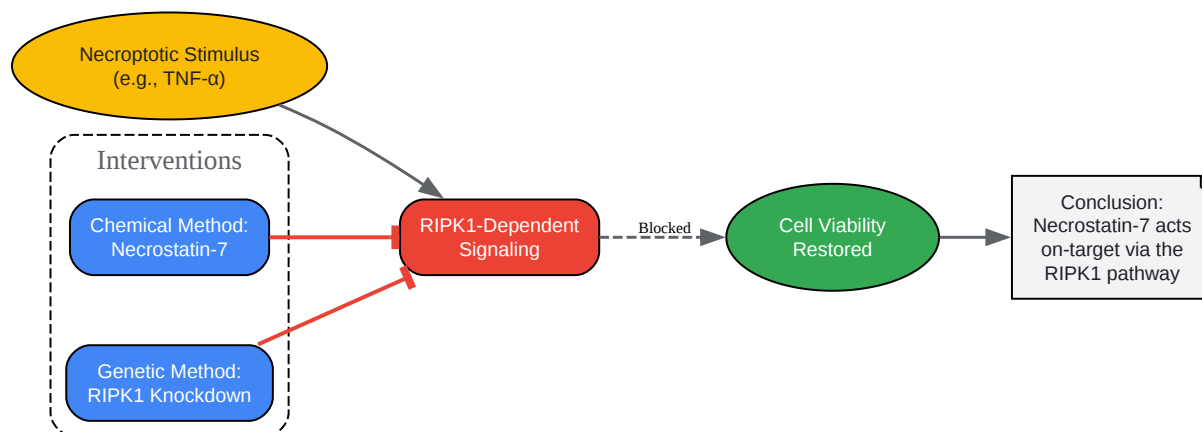 Necroptotic Stimulus
(e.g., TNF-α)
Interventions
Chemical Method:
Necrostatin-7
Genetic Method:
RIPK1 Knockdown
RIPK1-Dependent
Signaling
Blocked
Cell Viability
Restored
Conclusion:
Necrostatin-7 acts
on-target via the
RIPK1 pathway